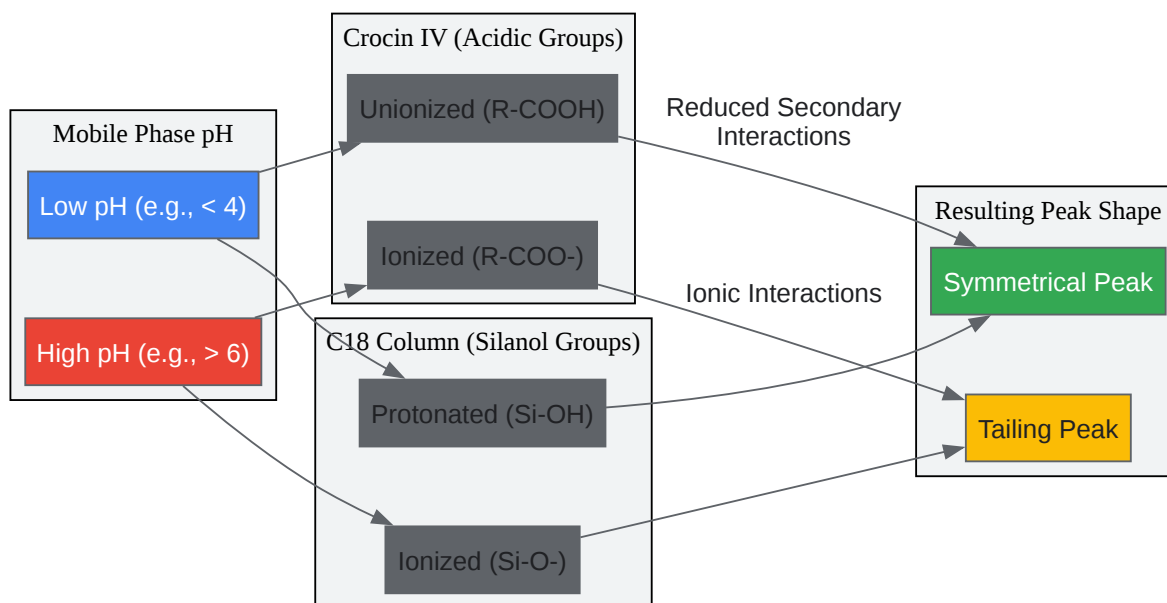 Mobile Phase pH
Low pH (e.g., < 4)
High pH (e.g., > 6)
Crocin IV (Acidic Groups)
Unionized (R-COOH)
Ionized (R-COO-)
C18 Column (Silanol Groups)
Protonated (Si-OH)
Ionized (Si-O-)
Reduced Secondary
Interactions
Ionic Interactions
Resulting Peak Shape
Symmetrical Peak
Tailing Peak